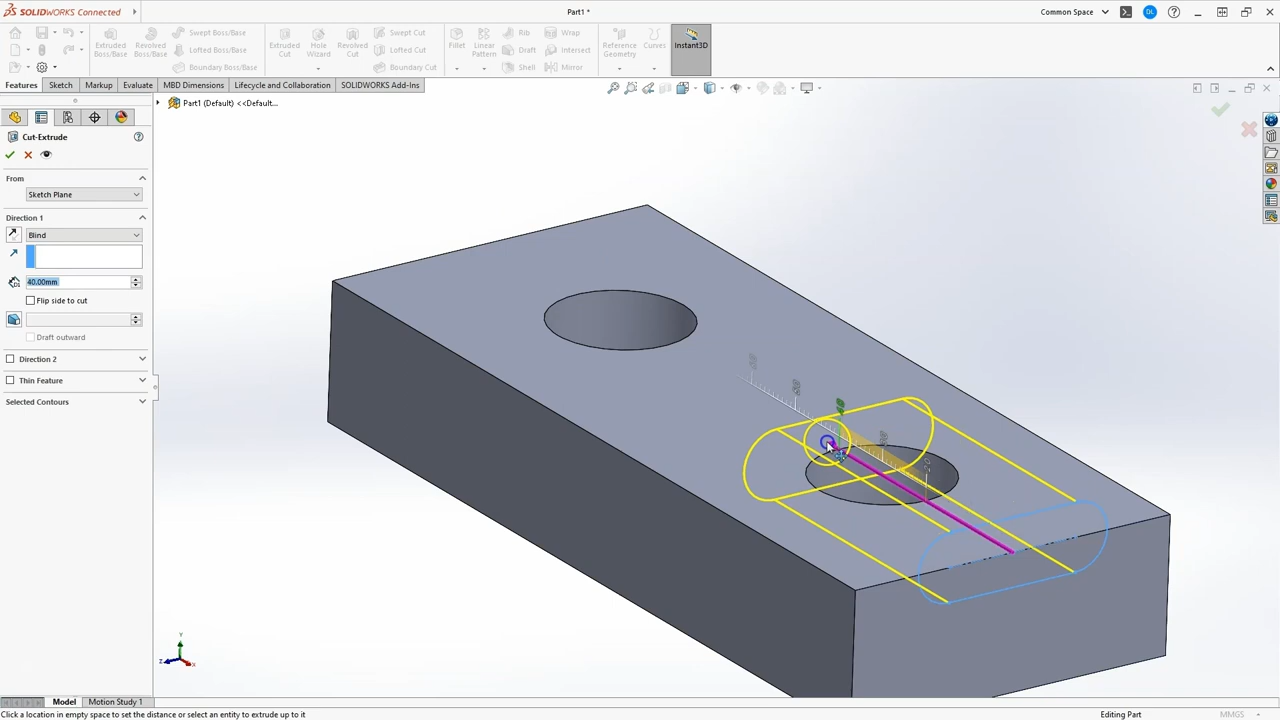 SOLIDWORKS Connected
Part1 *
Common Space
DL
Extruded Boss/Base
Revolved Boss/Base
Swept Boss/Base
Lofted Boss/Base
Boundary Boss/Base
Extruded Cut
Hole Wizard
Revolved Cut
Swept Cut
Lofted Cut
Boundary Cut
Fillet
Linear Pattern
Rib
Draft
Shell
Wrap
Intersect
Mirror
Reference Geometry
Curves
Instant3D
Features
Sketch
Markup
Evaluate
MBD Dimensions
Lifecycle and Collaboration
SOLIDWORKS Add-Ins
Part1 (Default) <<Default...
Cut-Extrude
From
Sketch Plane
Direction 1
Blind
40.00mm
Flip side to cut
Draft outward
Direction 2
Thin Feature
Selected Contours
40
20
Y
Z
X
Model
Motion Study 1
Click a location in empty space to set the distance or select an entity to extrude up to it
Editing Part
MMGS